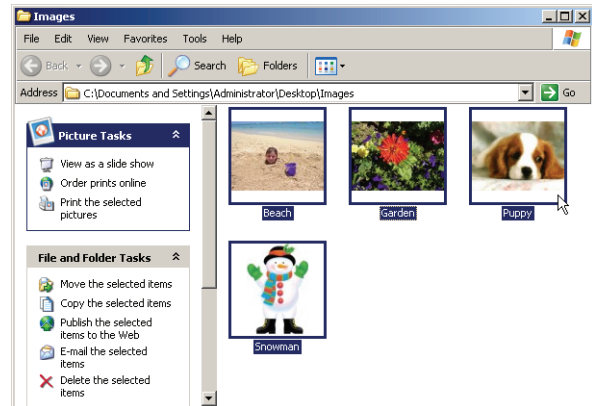 Images
File Edit View Favorites Tools Help
Back Search Folders
Address C:\Documents and Settings\Administrator\Desktop\Images Go
Picture Tasks
View as a slide show
Order prints online
Print the selected
pictures
File and Folder Tasks
Move the selected items
Copy the selected items
Publish the selected
items to the Web
E-mail the selected
items
Delete the selected
items
Beach Garden Puppy
Snowman